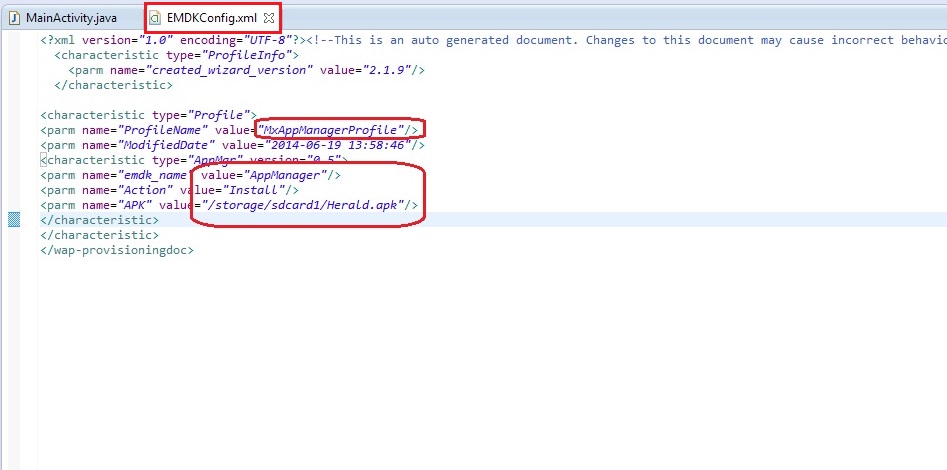 MainActivity.java
EMDKConfig.xml
<?xml version="1.0" encoding="UTF-8"?><!--This is an auto generated document. Changes to this document may cause incorrect behavio
<characteristic type="ProfileInfo">
<parm name="created_wizard_version" value="2.1.9"/>
</characteristic>
<characteristic type="Profile">
<parm name="ProfileName" value="MxAppManagerProfile"/>
<parm name="ModifiedDate" value="2014-06-19 13:58:46"/>
<characteristic type="AppMgr" version="0.5">
<parm name="emdk_name" value="AppManager"/>
<parm name="Action" value="Install"/>
<parm name="APK" value="/storage/sdcard1/Herald.apk"/>
</characteristic>
</characteristic>
</wap-provisioningdoc>